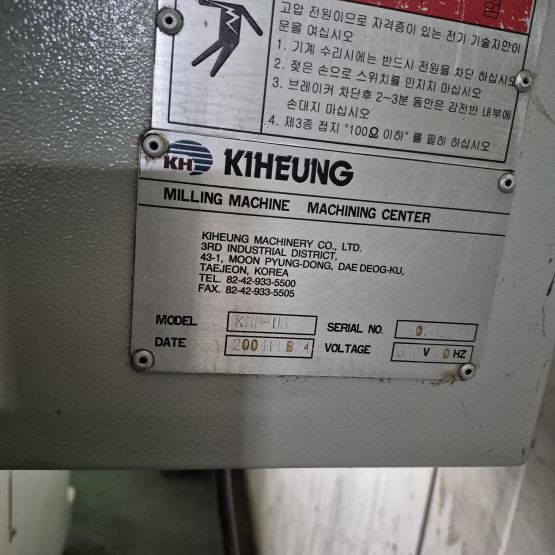 고압 전원이므로 자격증이 있는 전기 기술자만이
문을 여십시오
1. 기계 수리시에는 반드시 전원을 차단 하십시오
2. 젖은 손으로 스위치를 만지지 마십시오
3. 브레이커 차단후 2~3분 동안은 강전반 내부에
손대지 마십시오
4. 제3종 접지 "100Ω 이하"를 필히 하십시오
KH KIHEUNG
MILLING MACHINE MACHINING CENTER
KIHEUNG MACHINERY CO., LTD.
3RD INDUSTRIAL DISTRICT,
43-1, MOON PYUNG-DONG, DAE DEOG-KU,
TAEJEON, KOREA
TEL. 82-42-933-5500
FAX. 82-42-933-5505
MODEL SERIAL NO.
DATE 2004 VOLTAGE V HZ